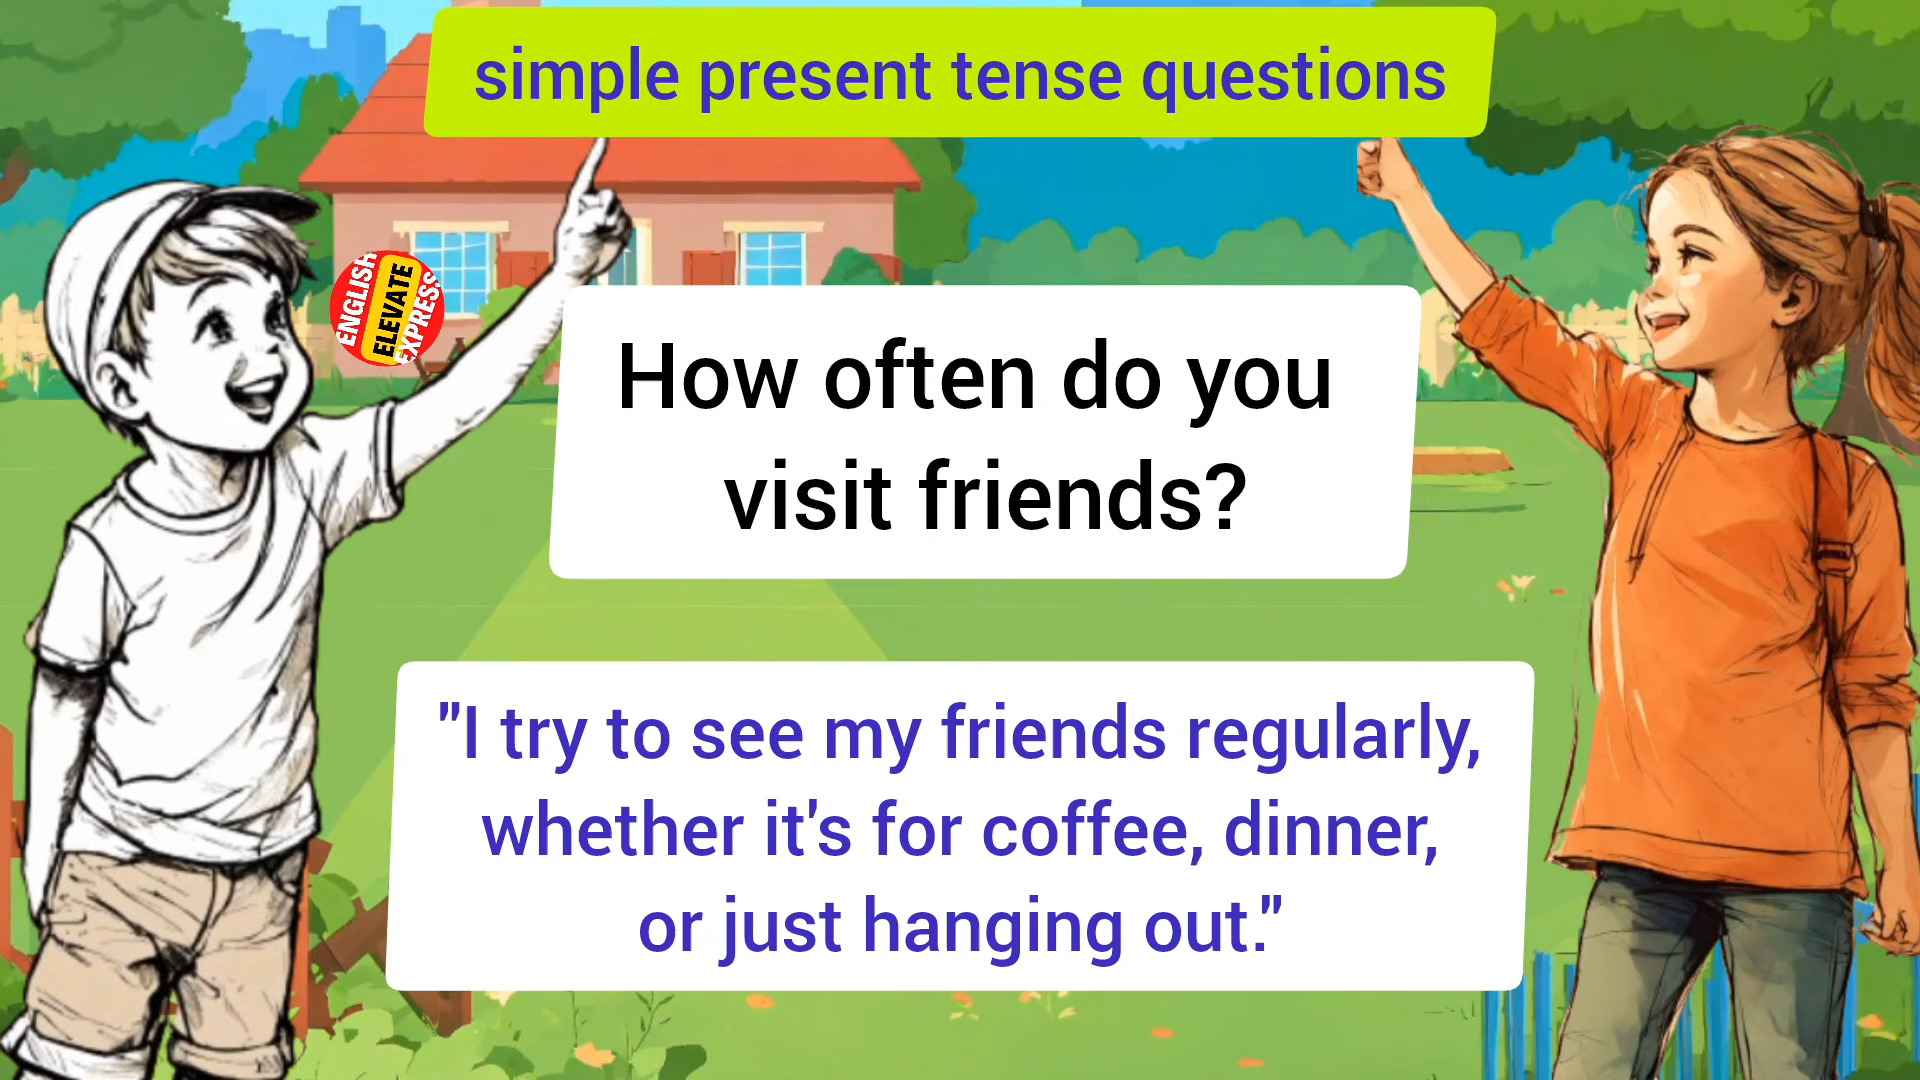 simple present tense questions
ENGLISH
ELEVATE
EXPRESS
How often do you
visit friends?
"I try to see my friends regularly,
whether it's for coffee, dinner,
or just hanging out."